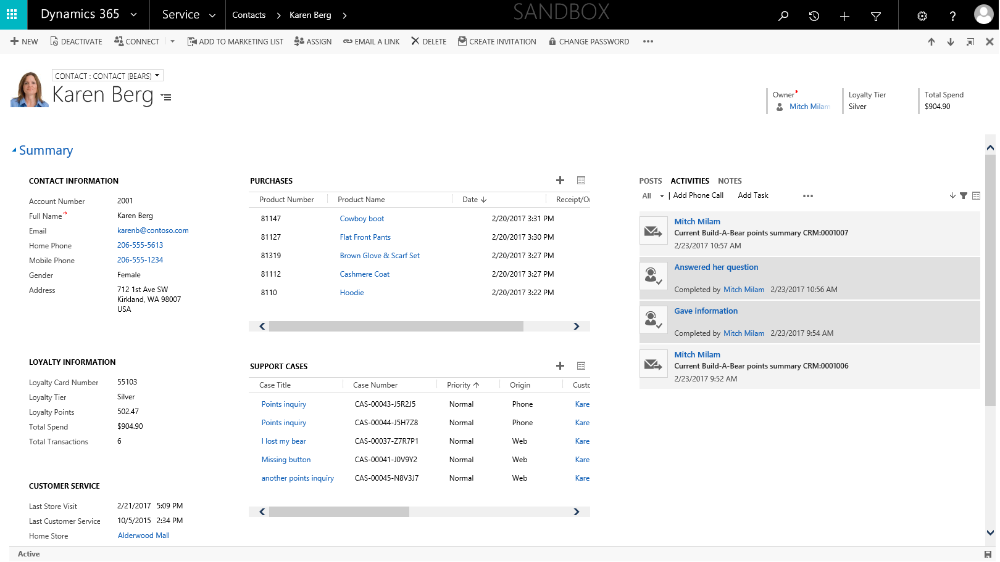 Dynamics 365 Service Contacts Karen Berg SANDBOX
NEW DEACTIVATE CONNECT ADD TO MARKETING LIST ASSIGN EMAIL A LINK DELETE CREATE INVITATION CHANGE PASSWORD
CONTACT : CONTACT (BEARS)
Karen Berg
Owner*
Mitch Milam
Loyalty Tier
Silver
Total Spend
$904.90
Summary
CONTACT INFORMATION
Account Number 2001
Full Name* Karen Berg
Email karenb@contoso.com
Home Phone 206-555-5613
Mobile Phone 206-555-1234
Gender Female
Address 712 1st Ave SW
Kirkland, WA 98007
USA
LOYALTY INFORMATION
Loyalty Card Number 55103
Loyalty Tier Silver
Loyalty Points 502.47
Total Spend $904.90
Total Transactions 6
CUSTOMER SERVICE
Last Store Visit 2/21/2017 5:09 PM
Last Customer Service 10/5/2015 2:34 PM
Home Store Alderwood Mall
PURCHASES
Product Number Product Name Date Receipt/Or
81147 Cowboy boot 2/20/2017 3:31 PM
81127 Flat Front Pants 2/20/2017 3:30 PM
81319 Brown Glove & Scarf Set 2/20/2017 3:27 PM
81112 Cashmere Coat 2/20/2017 3:27 PM
8110 Hoodie 2/20/2017 3:22 PM
SUPPORT CASES
Case Title Case Number Priority Origin Custo
Points inquiry CAS-00043-J5R2J5 Normal Phone Kare
Points inquiry CAS-00044-J5H7Z8 Normal Phone Kare
I lost my bear CAS-00037-Z7R7P1 Normal Web Kare
Missing button CAS-00041-J0V9Y2 Normal Web Kare
another points inquiry CAS-00045-N8V3J7 Normal Web Kare
POSTS ACTIVITIES NOTES
All | Add Phone Call Add Task
Mitch Milam
Current Build-A-Bear points summary CRM:0001007
2/23/2017 10:57 AM
Answered her question
Completed by Mitch Milam 2/23/2017 10:56 AM
Gave information
Completed by Mitch Milam 2/23/2017 9:54 AM
Mitch Milam
Current Build-A-Bear points summary CRM:0001006
2/23/2017 9:52 AM
Active